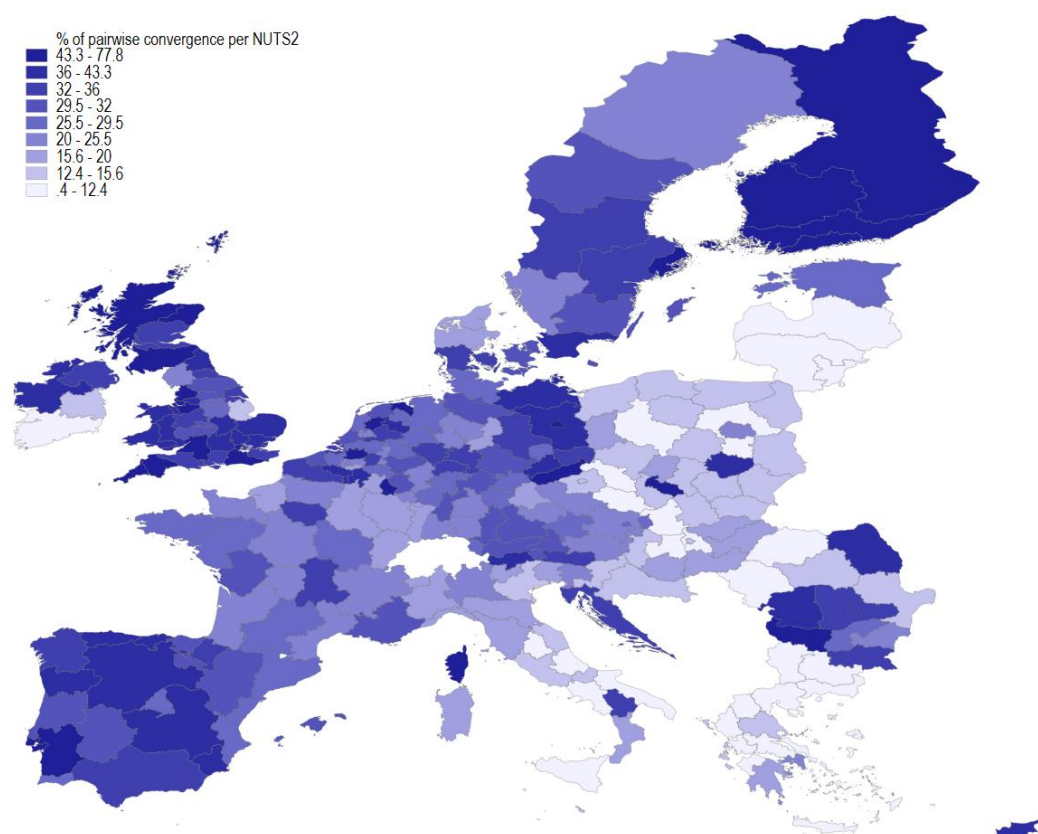 % of pairwise convergence per NUTS2
43.3 - 77.8
36 - 43.3
32 - 36
29.5 - 32
25.5 - 29.5
20 - 25.5
15.6 - 20
12.4 - 15.6
.4 - 12.4